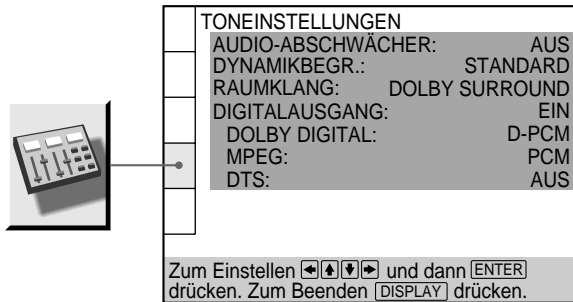 TONEINSTELLUNGEN
AUDIO-ABSCHWÄCHER: AUS
DYNAMIKBEGR.: STANDARD
RAUMKLANG: DOLBY SURROUND
DIGITALAUSGANG: EIN
DOLBY DIGITAL: D-PCM
MPEG: PCM
DTS: AUS
Zum Einstellen ←↑↓→ und dann ENTER
drücken. Zum Beenden DISPLAY drücken.